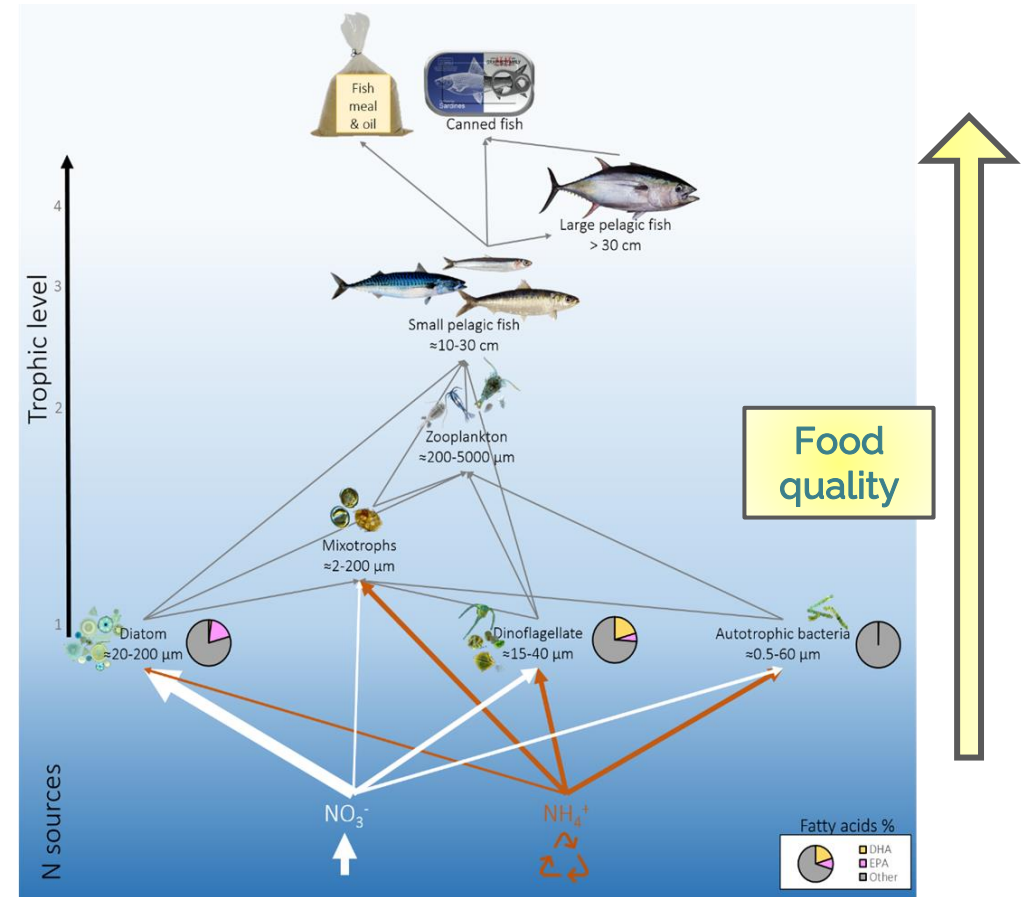 Fish
meal
& oil
Sardines
Canned fish
Large pelagic fish
> 30 cm
Small pelagic fish
≈10-30 cm
Zooplankton
≈200-5000 µm
Mixotrophs
≈2-200 µm
Diatom
≈20-200 µm
Dinoflagellate
≈15-40 µm
Autotrophic bacteria
≈0.5-60 µm
NO₃⁻
NH₄⁺
Trophic level
4
3
2
1
N sources
Food
quality
Fatty acids %
DHA
EPA
Other